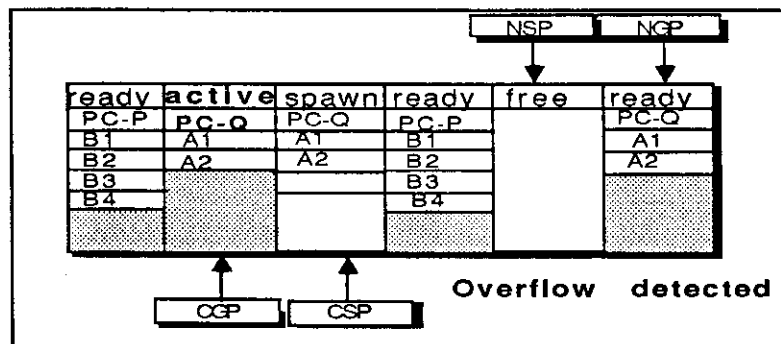 NSP NGP
ready active spawn ready free ready
PC-P PC-Q PC-Q PC-P PC-Q
B1 A1 A1 B1 A1
B2 A2 A2 B2 A2
B3 B3
B4 B4
Overflow detected
CGP CSP